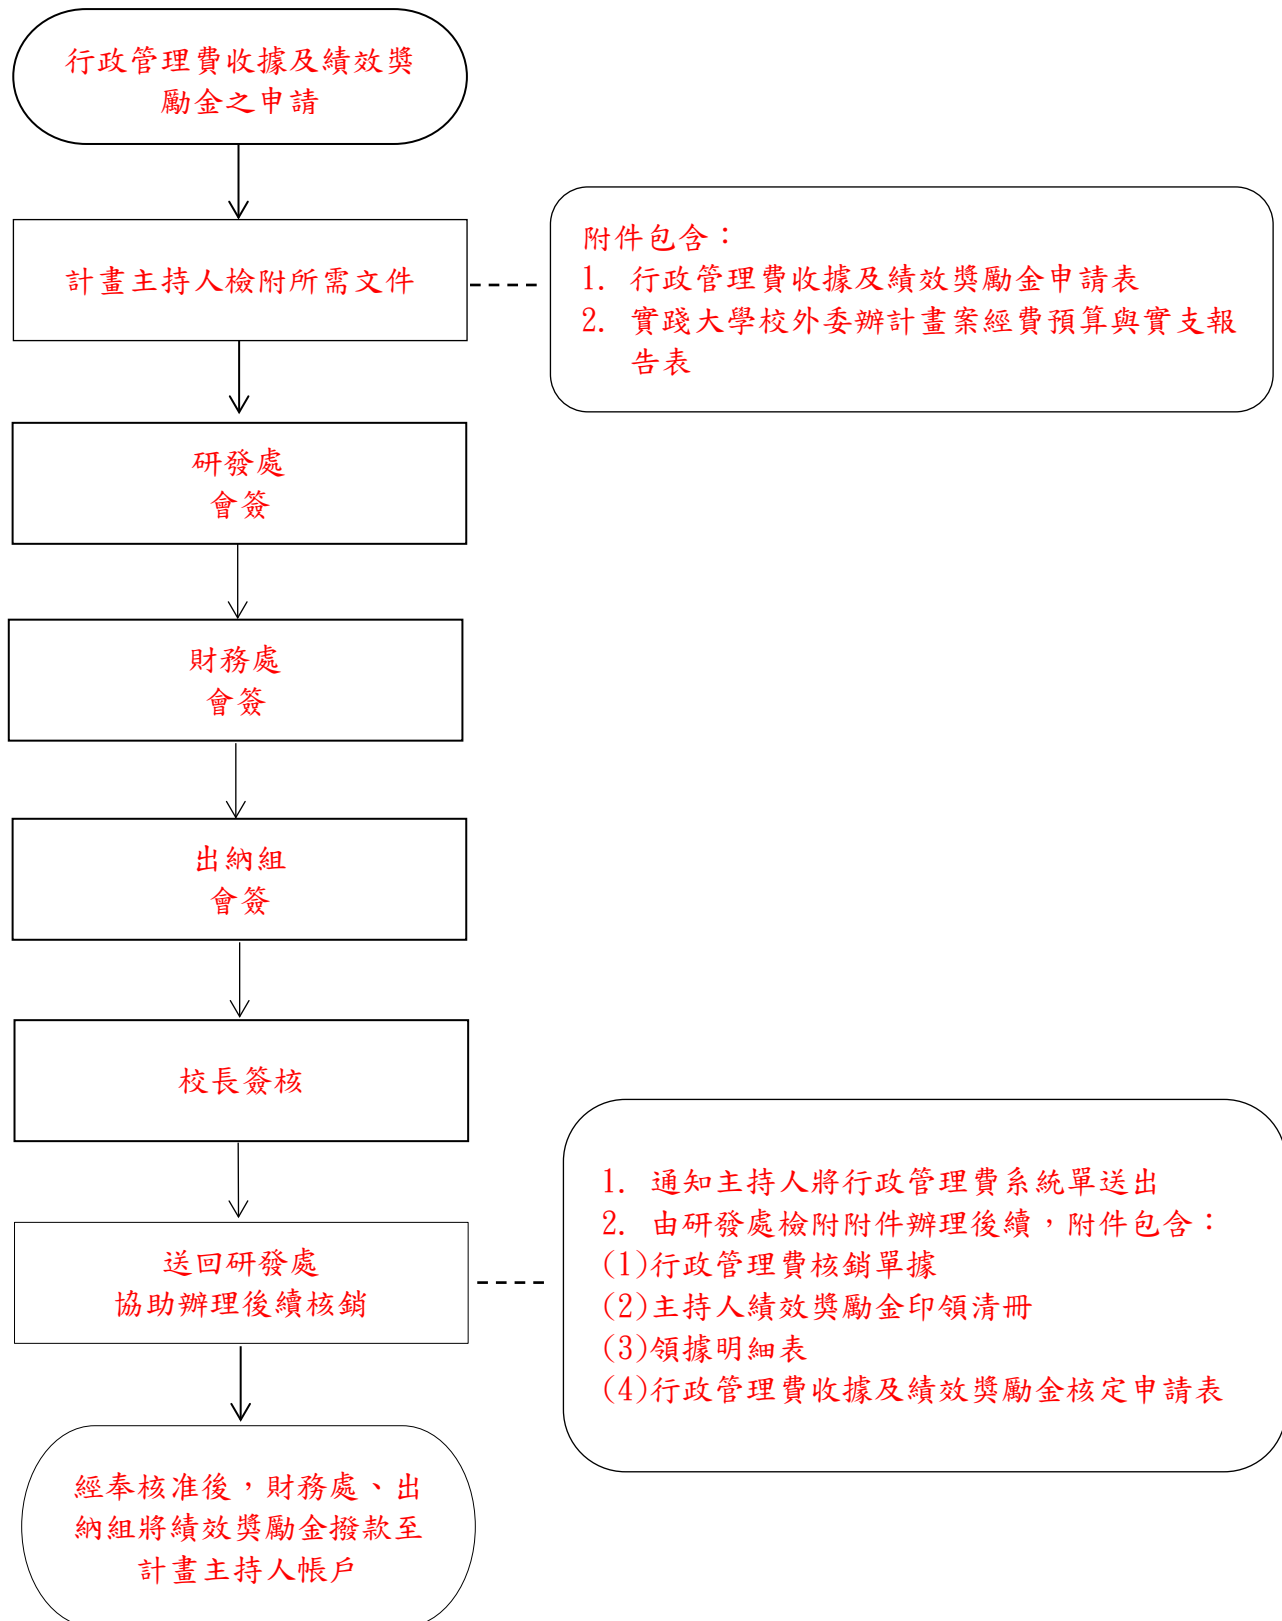 行政管理費收據及績效獎
勵金之申請
計畫主持人檢附所需文件
附件包含：
1. 行政管理費收據及績效獎勵金申請表
2. 實踐大學校外委辦計畫案經費預算與實支報
告表
研發處
會簽
財務處
會簽
出納組
會簽
校長簽核
送回研發處
協助辦理後續核銷
1. 通知主持人將行政管理費系統單送出
2. 由研發處檢附附件辦理後續，附件包含：
(1)行政管理費核銷單據
(2)主持人績效獎勵金印領清冊
(3)領據明細表
(4)行政管理費收據及績效獎勵金核定申請表
經奉核准後，財務處、出
納組將績效獎勵金撥款至
計畫主持人帳戶